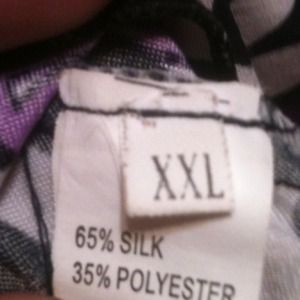 XXL
65% SILK
35% POLYESTER